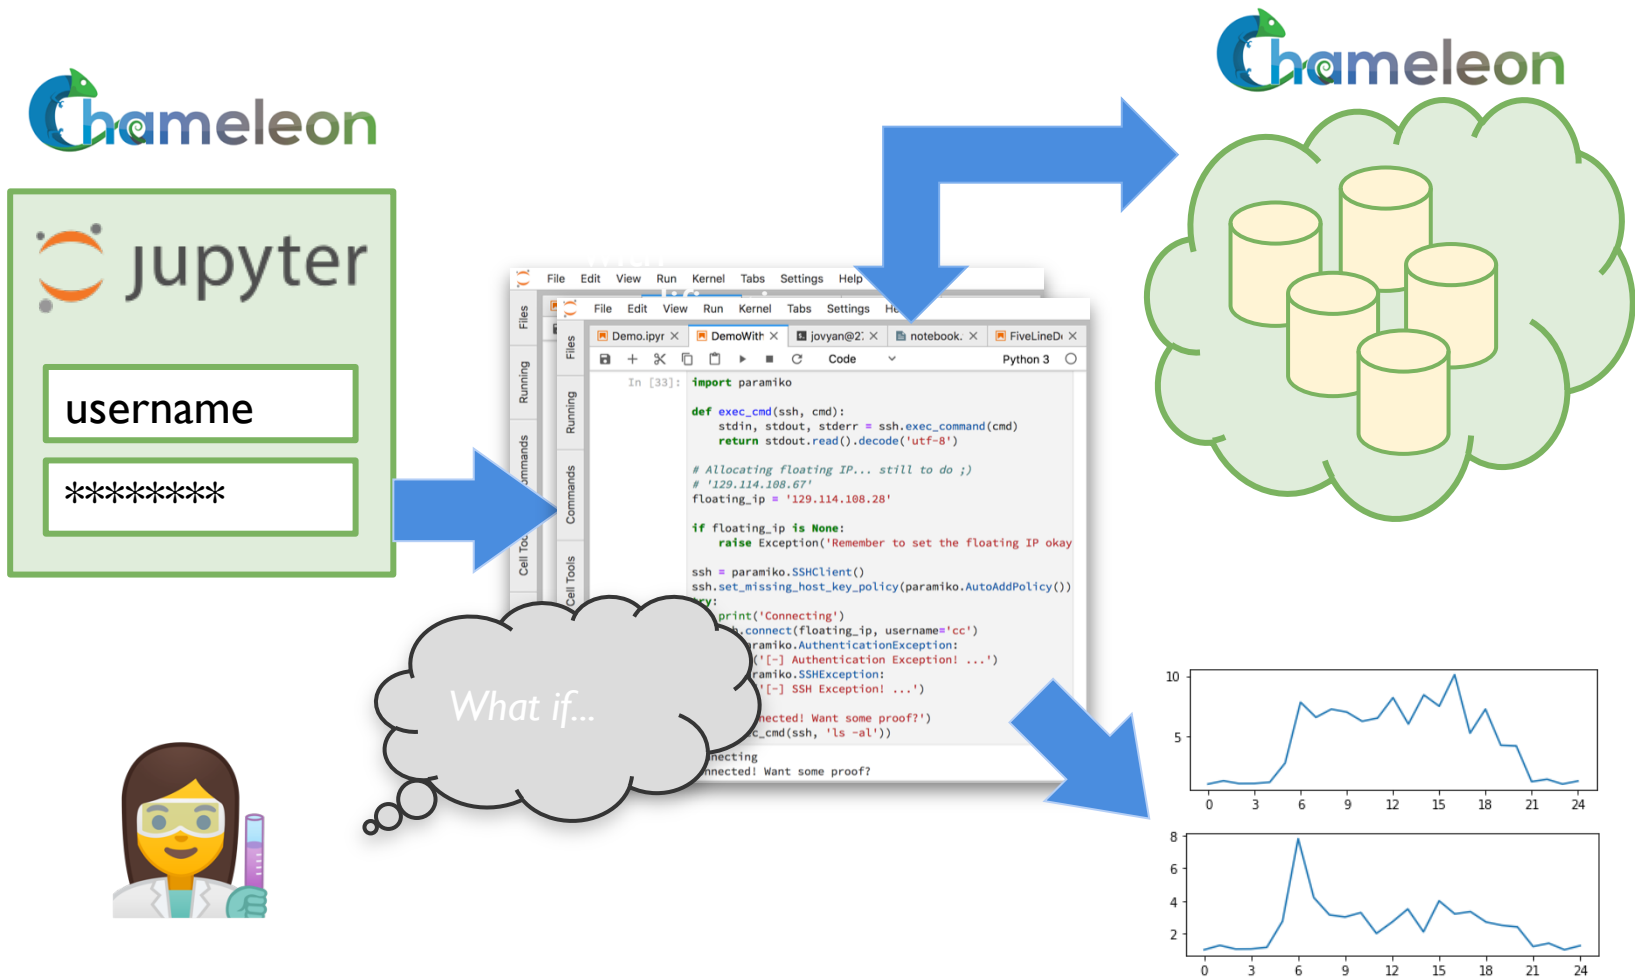 Chameleon
Jupyter
username
********
Chameleon
File Edit View Run Kernel Tabs Settings Help
Files
Running
File Edit View Run Kernel Tabs Settings
Files
Running
Commands
Cell Tools
Demo.ipyr × DemoWith × jovyan@2 × notebook. × FiveLineD ×
Code Python 3
In [33]:
import paramiko
def exec_cmd(ssh, cmd):
stdin, stdout, stderr = ssh.exec_command(cmd)
return stdout.read().decode('utf-8')
# Allocating floating IP... still to do ;)
# '129.114.108.67'
floating_ip = '129.114.108.28'
if floating_ip is None:
raise Exception('Remember to set the floating IP okay
ssh = paramiko.SSHClient()
ssh.set_missing_host_key_policy(paramiko.AutoAddPolicy())
print('Connecting')
.connect(floating_ip, username='cc')
ramiko.AuthenticationException:
('[-] Authentication Exception! ...')
ramiko.SSHException:
'[-] SSH Exception! ...')
nected! Want some proof?')
c_cmd(ssh, 'ls -al'))
necting
nnected! Want some proof?
What if...
10
5
0 3 6 9 12 15 18 21 24
8
6
4
2
0 3 6 9 12 15 18 21 24